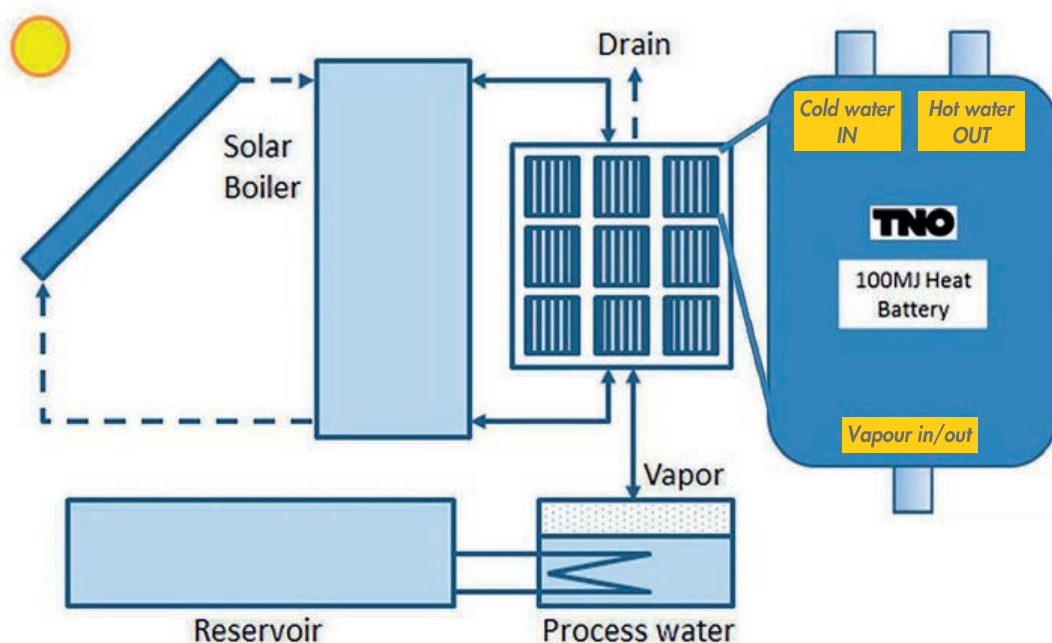 Drain
Cold water
IN
Hot water
OUT
Solar
Boiler
TNO
100MJ Heat
Battery
Vapour in/out
Vapor
Reservoir
Process water